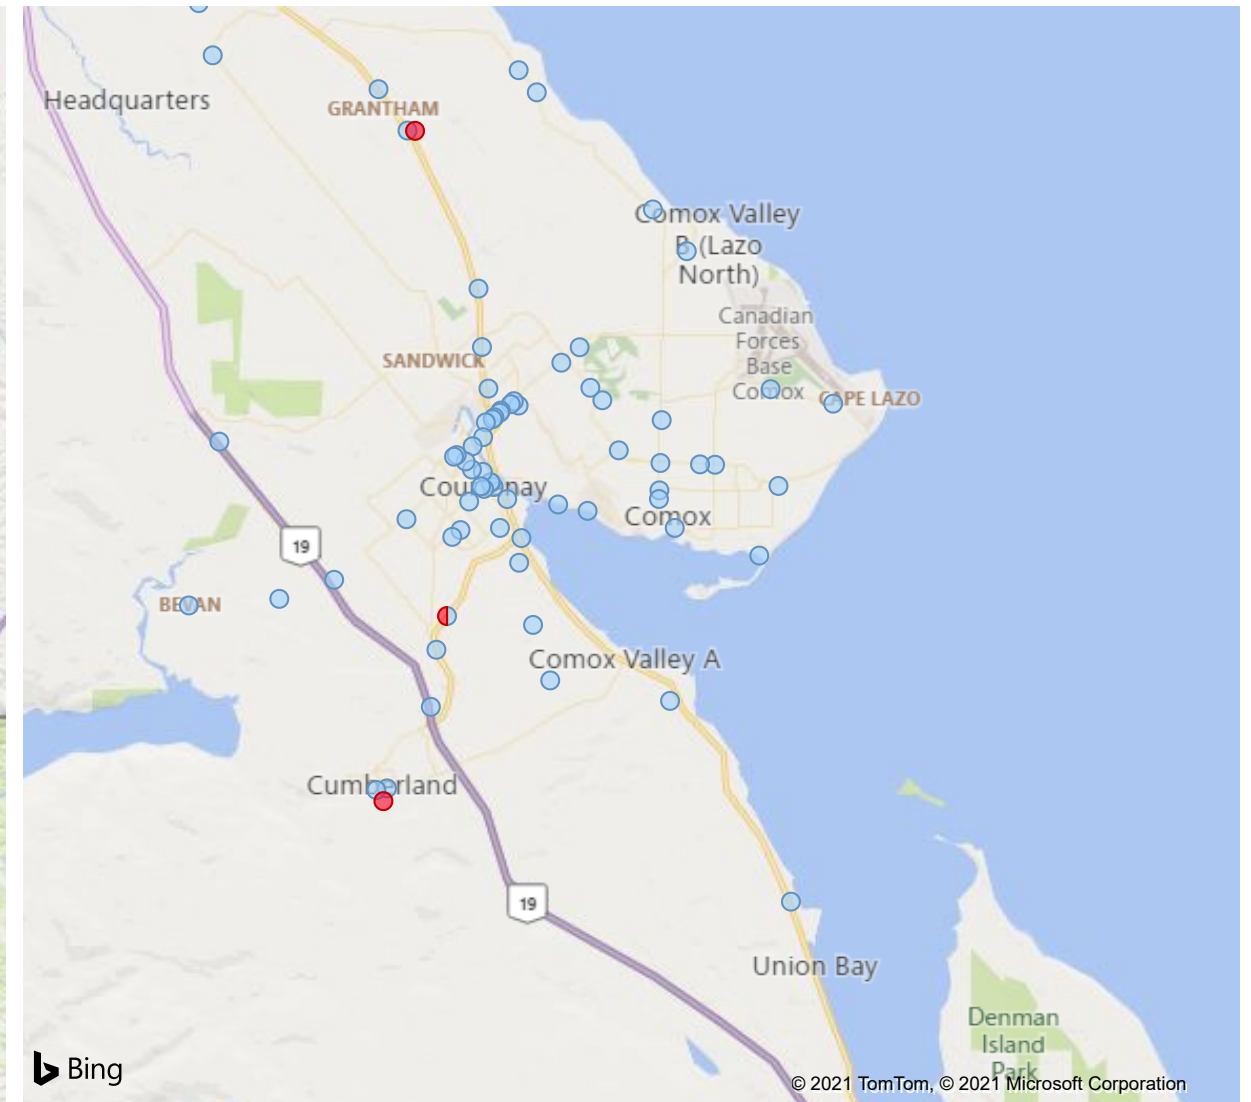 Headquarters
GRANTHAM
Comox Valley
B (Lazo
North)
Canadian
Forces
Base
Comox
SANDWICK
CAPE LAZO
Courtenay
Comox
19
BEVAN
Comox Valley A
Cumberland
19
Union Bay
Denman
Island
Park
Bing
© 2021 TomTom, © 2021 Microsoft Corporation